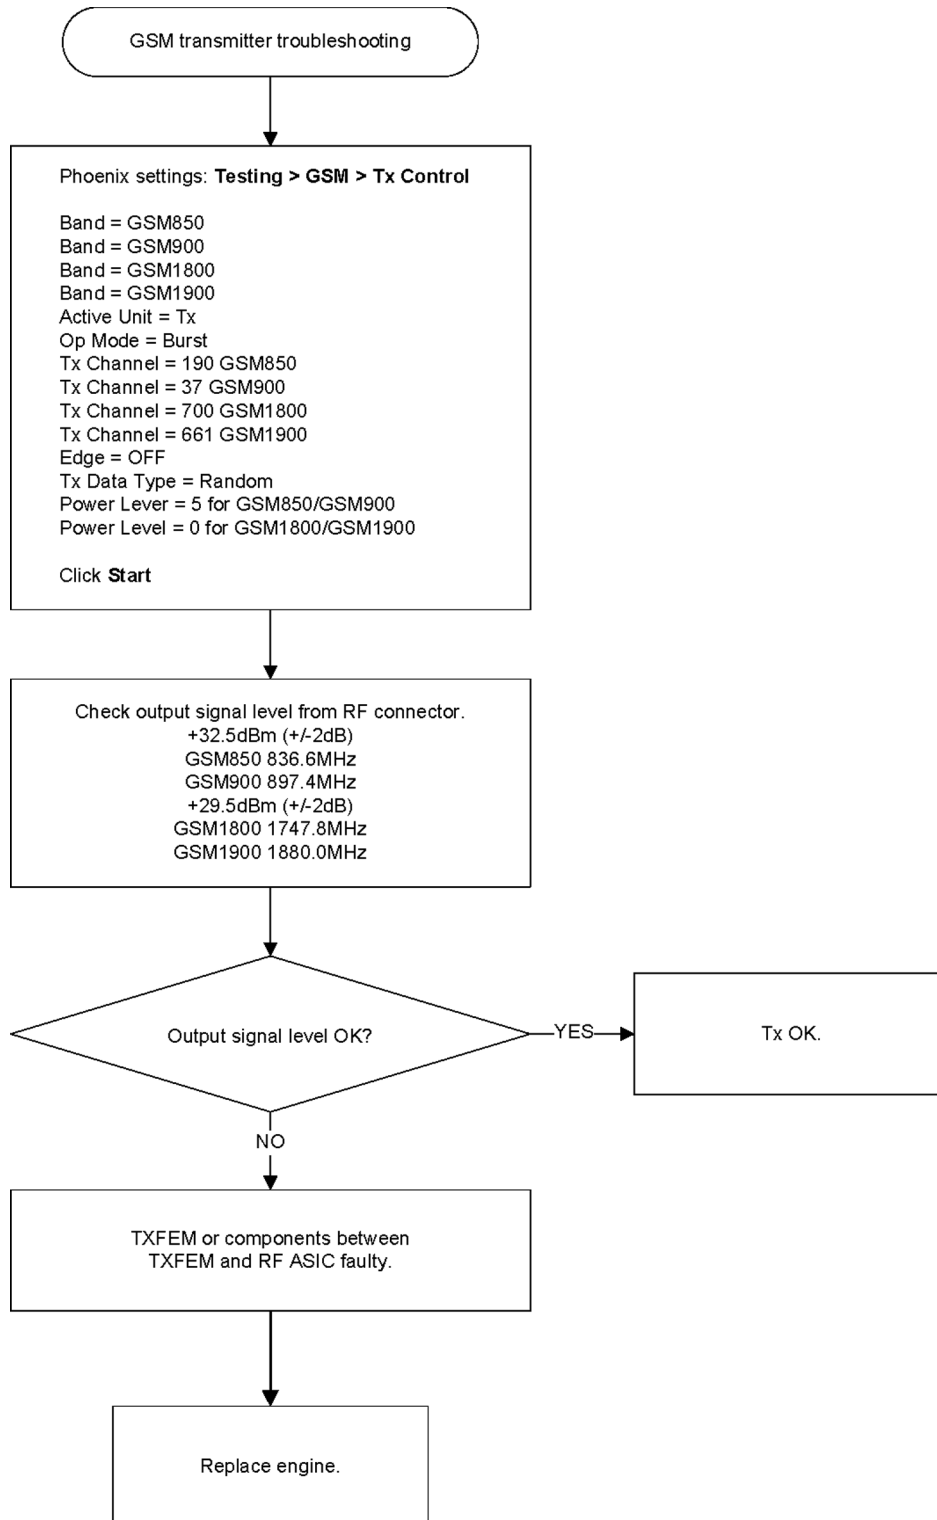 GSM transmitter troubleshooting
Phoenix settings: Testing > GSM > Tx Control
Band = GSM850
Band = GSM900
Band = GSM1800
Band = GSM1900
Active Unit = Tx
Op Mode = Burst
Tx Channel = 190 GSM850
Tx Channel = 37 GSM900
Tx Channel = 700 GSM1800
Tx Channel = 661 GSM1900
Edge = OFF
Tx Data Type = Random
Power Lever = 5 for GSM850/GSM900
Power Level = 0 for GSM1800/GSM1900
Click Start
Check output signal level from RF connector.
+32.5dBm (+/-2dB)
GSM850 836.6MHz
GSM900 897.4MHz
+29.5dBm (+/-2dB)
GSM1800 1747.8MHz
GSM1900 1880.0MHz
Output signal level OK?
YES
Tx OK.
NO
TXFEM or components between
TXFEM and RF ASIC faulty.
Replace engine.